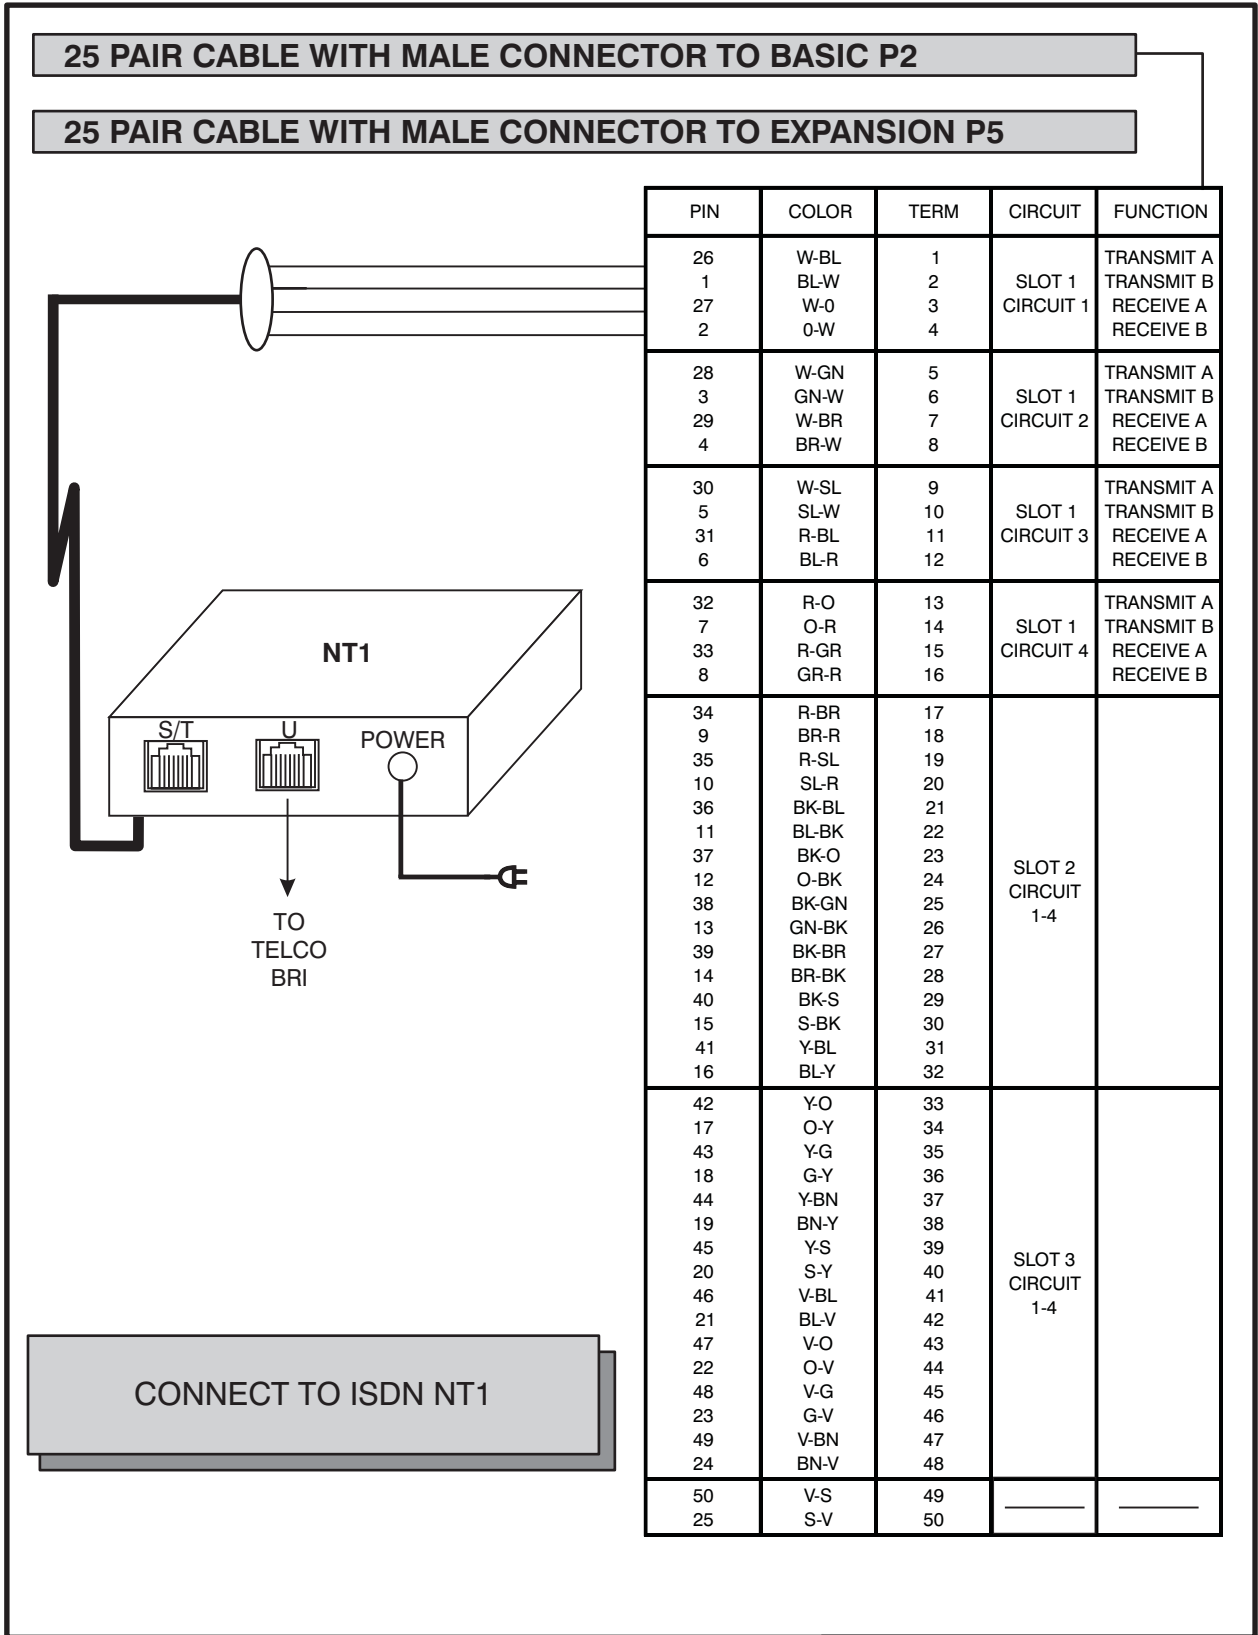 25 PAIR CABLE WITH MALE CONNECTOR TO BASIC P2
25 PAIR CABLE WITH MALE CONNECTOR TO EXPANSION P5
PIN COLOR TERM CIRCUIT FUNCTION
26 W-BL 1 TRANSMIT A
1 BL-W 2 SLOT 1 TRANSMIT B
27 W-0 3 CIRCUIT 1 RECEIVE A
2 0-W 4 RECEIVE B
28 W-GN 5 TRANSMIT A
3 GN-W 6 SLOT 1 TRANSMIT B
29 W-BR 7 CIRCUIT 2 RECEIVE A
4 BR-W 8 RECEIVE B
30 W-SL 9 TRANSMIT A
5 SL-W 10 SLOT 1 TRANSMIT B
31 R-BL 11 CIRCUIT 3 RECEIVE A
6 BL-R 12 RECEIVE B
32 R-O 13 TRANSMIT A
7 O-R 14 SLOT 1 TRANSMIT B
33 R-GR 15 CIRCUIT 4 RECEIVE A
8 GR-R 16 RECEIVE B
34 R-BR 17
9 BR-R 18
35 R-SL 19
10 SL-R 20
36 BK-BL 21
11 BL-BK 22
37 BK-O 23
12 O-BK 24
38 BK-GN 25
13 GN-BK 26
39 BK-BR 27
14 BR-BK 28
40 BK-S 29
15 S-BK 30
41 Y-BL 31
16 BL-Y 32
SLOT 2
CIRCUIT
1-4
42 Y-O 33
17 O-Y 34
43 Y-G 35
18 G-Y 36
44 Y-BN 37
19 BN-Y 38
45 Y-S 39
20 S-Y 40
46 V-BL 41
21 BL-V 42
47 V-O 43
22 O-V 44
48 V-G 45
23 G-V 46
49 V-BN 47
24 BN-V 48
SLOT 3
CIRCUIT
1-4
50 V-S 49
25 S-V 50
NT1
S/T U POWER
TO
TELCO
BRI
CONNECT TO ISDN NT1